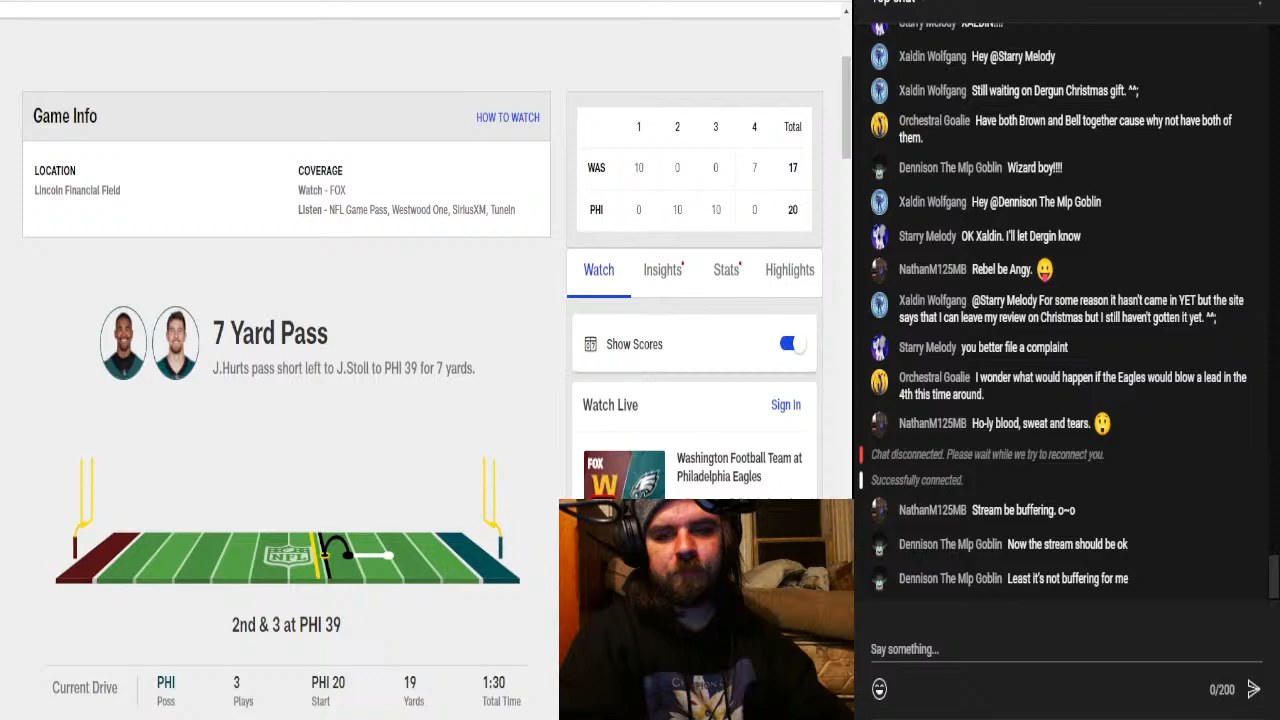 Game Info
HOW TO WATCH
LOCATION
Lincoln Financial Field
COVERAGE
Watch - FOX
Listen - NFL Game Pass, Westwood One, SiriusXM, TuneIn
7 Yard Pass
J.Hurts pass short left to J.Stoll to PHI 39 for 7 yards.
NFL
2nd & 3 at PHI 39
Current Drive
PHI 3 PHI 20 19 1:30
Poss Plays Start Yards Total Time
1 2 3 4 Total
WAS 10 0 0 7 17
PHI 0 10 10 0 20
Watch Insights Stats Highlights
Show Scores
Watch Live Sign In
FOX
W
Washington Football Team at
Philadelphia Eagles
Starry Melody XALDIN!!!!
Xaldin Wolfgang Hey @Starry Melody
Xaldin Wolfgang Still waiting on Dergun Christmas gift. ^^;
Orchestral Goalie Have both Brown and Bell together cause why not have both of
them.
Dennison The Mlp Goblin Wizard boy!!!!
Xaldin Wolfgang Hey @Dennison The Mlp Goblin
Starry Melody OK Xaldin. I'll let Dergin know
NathanM125MB Rebel be Angy. 😛
Xaldin Wolfgang @Starry Melody For some reason it hasn't came in YET but the site
says that I can leave my review on Christmas but I still haven't gotten it yet. ^^;
Starry Melody you better file a complaint
Orchestral Goalie I wonder what would happen if the Eagles would blow a lead in the
4th this time around.
NathanM125MB Ho-ly blood, sweat and tears. 😲
Chat disconnected. Please wait while we try to reconnect you.
Successfully connected.
NathanM125MB Stream be buffering. o~o
Dennison The Mlp Goblin Now the stream should be ok
Dennison The Mlp Goblin Least it's not buffering for me
Say something...
0/200